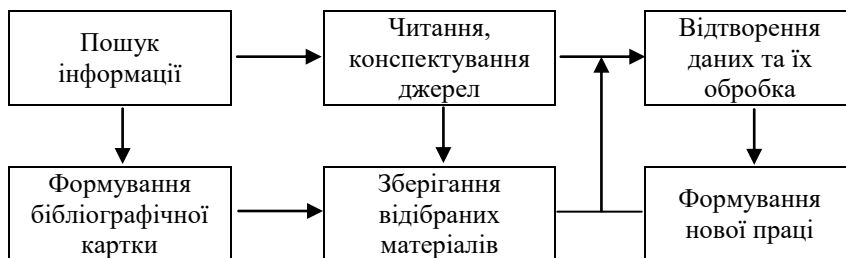 Пошук
інформації
Читання,
конспектування
джерел
Відтворення
даних та їх
обробка
Формування
бібліографічної
картки
Зберігання
відібраних
матеріалів
Формування
нової праці